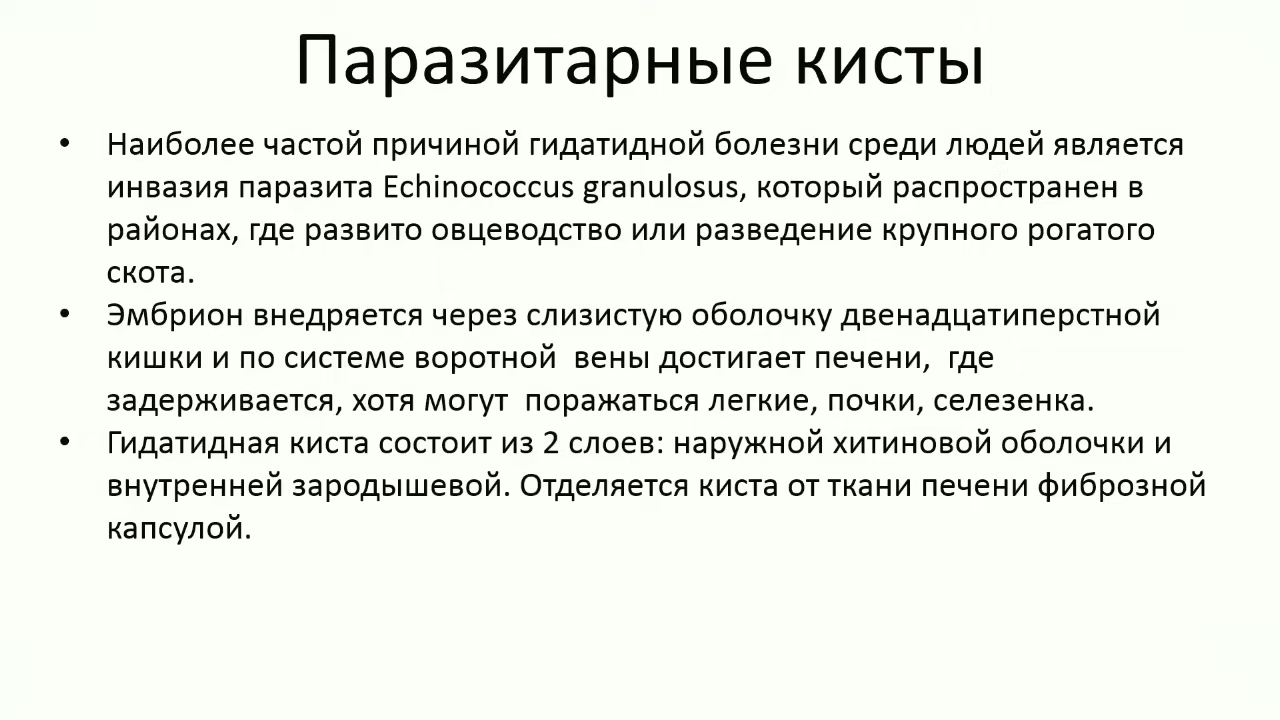 Паразитарные кисты
• Наиболее частой причиной гидатидной болезни среди людей является
инвазия паразита Echinococcus granulosus, который распространен в
районах, где развито овцеводство или разведение крупного рогатого
скота.
• Эмбрион внедряется через слизистую оболочку двенадцатиперстной
кишки и по системе воротной  вены достигает печени,  где
задерживается, хотя могут  поражаться легкие, почки, селезенка.
• Гидатидная киста состоит из 2 слоев: наружной хитиновой оболочки и
внутренней зародышевой. Отделяется киста от ткани печени фиброзной
капсулой.